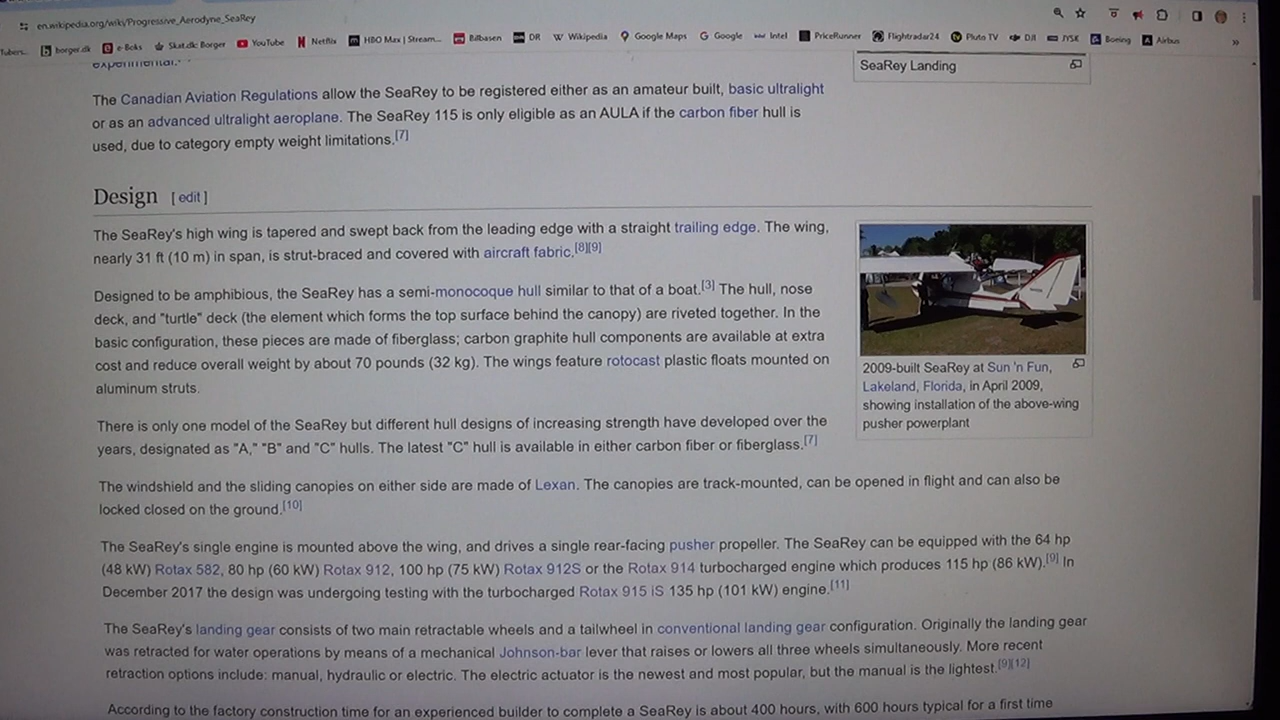 en.wikipedia.org/wiki/Progressive_Aerodyne_SeaRey
Tubers... borger.dk e-Boks Skat.dk: Borger YouTube Netflix HBO Max | Stream... Bilbasen DR Wikipedia Google Maps Google Intel PriceRunner Flightradar24 Pluto TV DJI JYSK Boeing Airbus »
experimental.
SeaRey Landing
The Canadian Aviation Regulations allow the SeaRey to be registered either as an amateur built, basic ultralight
or as an advanced ultralight aeroplane. The SeaRey 115 is only eligible as an AULA if the carbon fiber hull is
used, due to category empty weight limitations.[7]
Design [ edit ]
The SeaRey's high wing is tapered and swept back from the leading edge with a straight trailing edge. The wing,
nearly 31 ft (10 m) in span, is strut-braced and covered with aircraft fabric.[8][9]
Designed to be amphibious, the SeaRey has a semi-monocoque hull similar to that of a boat.[3] The hull, nose
deck, and "turtle" deck (the element which forms the top surface behind the canopy) are riveted together. In the
basic configuration, these pieces are made of fiberglass; carbon graphite hull components are available at extra
cost and reduce overall weight by about 70 pounds (32 kg). The wings feature rotocast plastic floats mounted on
aluminum struts.
2009-built SeaRey at Sun 'n Fun,
Lakeland, Florida, in April 2009,
showing installation of the above-wing
pusher powerplant
There is only one model of the SeaRey but different hull designs of increasing strength have developed over the
years, designated as "A," "B" and "C" hulls. The latest "C" hull is available in either carbon fiber or fiberglass.[7]
The windshield and the sliding canopies on either side are made of Lexan. The canopies are track-mounted, can be opened in flight and can also be
locked closed on the ground.[10]
The SeaRey's single engine is mounted above the wing, and drives a single rear-facing pusher propeller. The SeaRey can be equipped with the 64 hp
(48 kW) Rotax 582, 80 hp (60 kW) Rotax 912, 100 hp (75 kW) Rotax 912S or the Rotax 914 turbocharged engine which produces 115 hp (86 kW).[9] In
December 2017 the design was undergoing testing with the turbocharged Rotax 915 iS 135 hp (101 kW) engine.[11]
The SeaRey's landing gear consists of two main retractable wheels and a tailwheel in conventional landing gear configuration. Originally the landing gear
was retracted for water operations by means of a mechanical Johnson-bar lever that raises or lowers all three wheels simultaneously. More recent
retraction options include: manual, hydraulic or electric. The electric actuator is the newest and most popular, but the manual is the lightest.[9][12]
According to the factory construction time for an experienced builder to complete a SeaRey is about 400 hours, with 600 hours typical for a first time